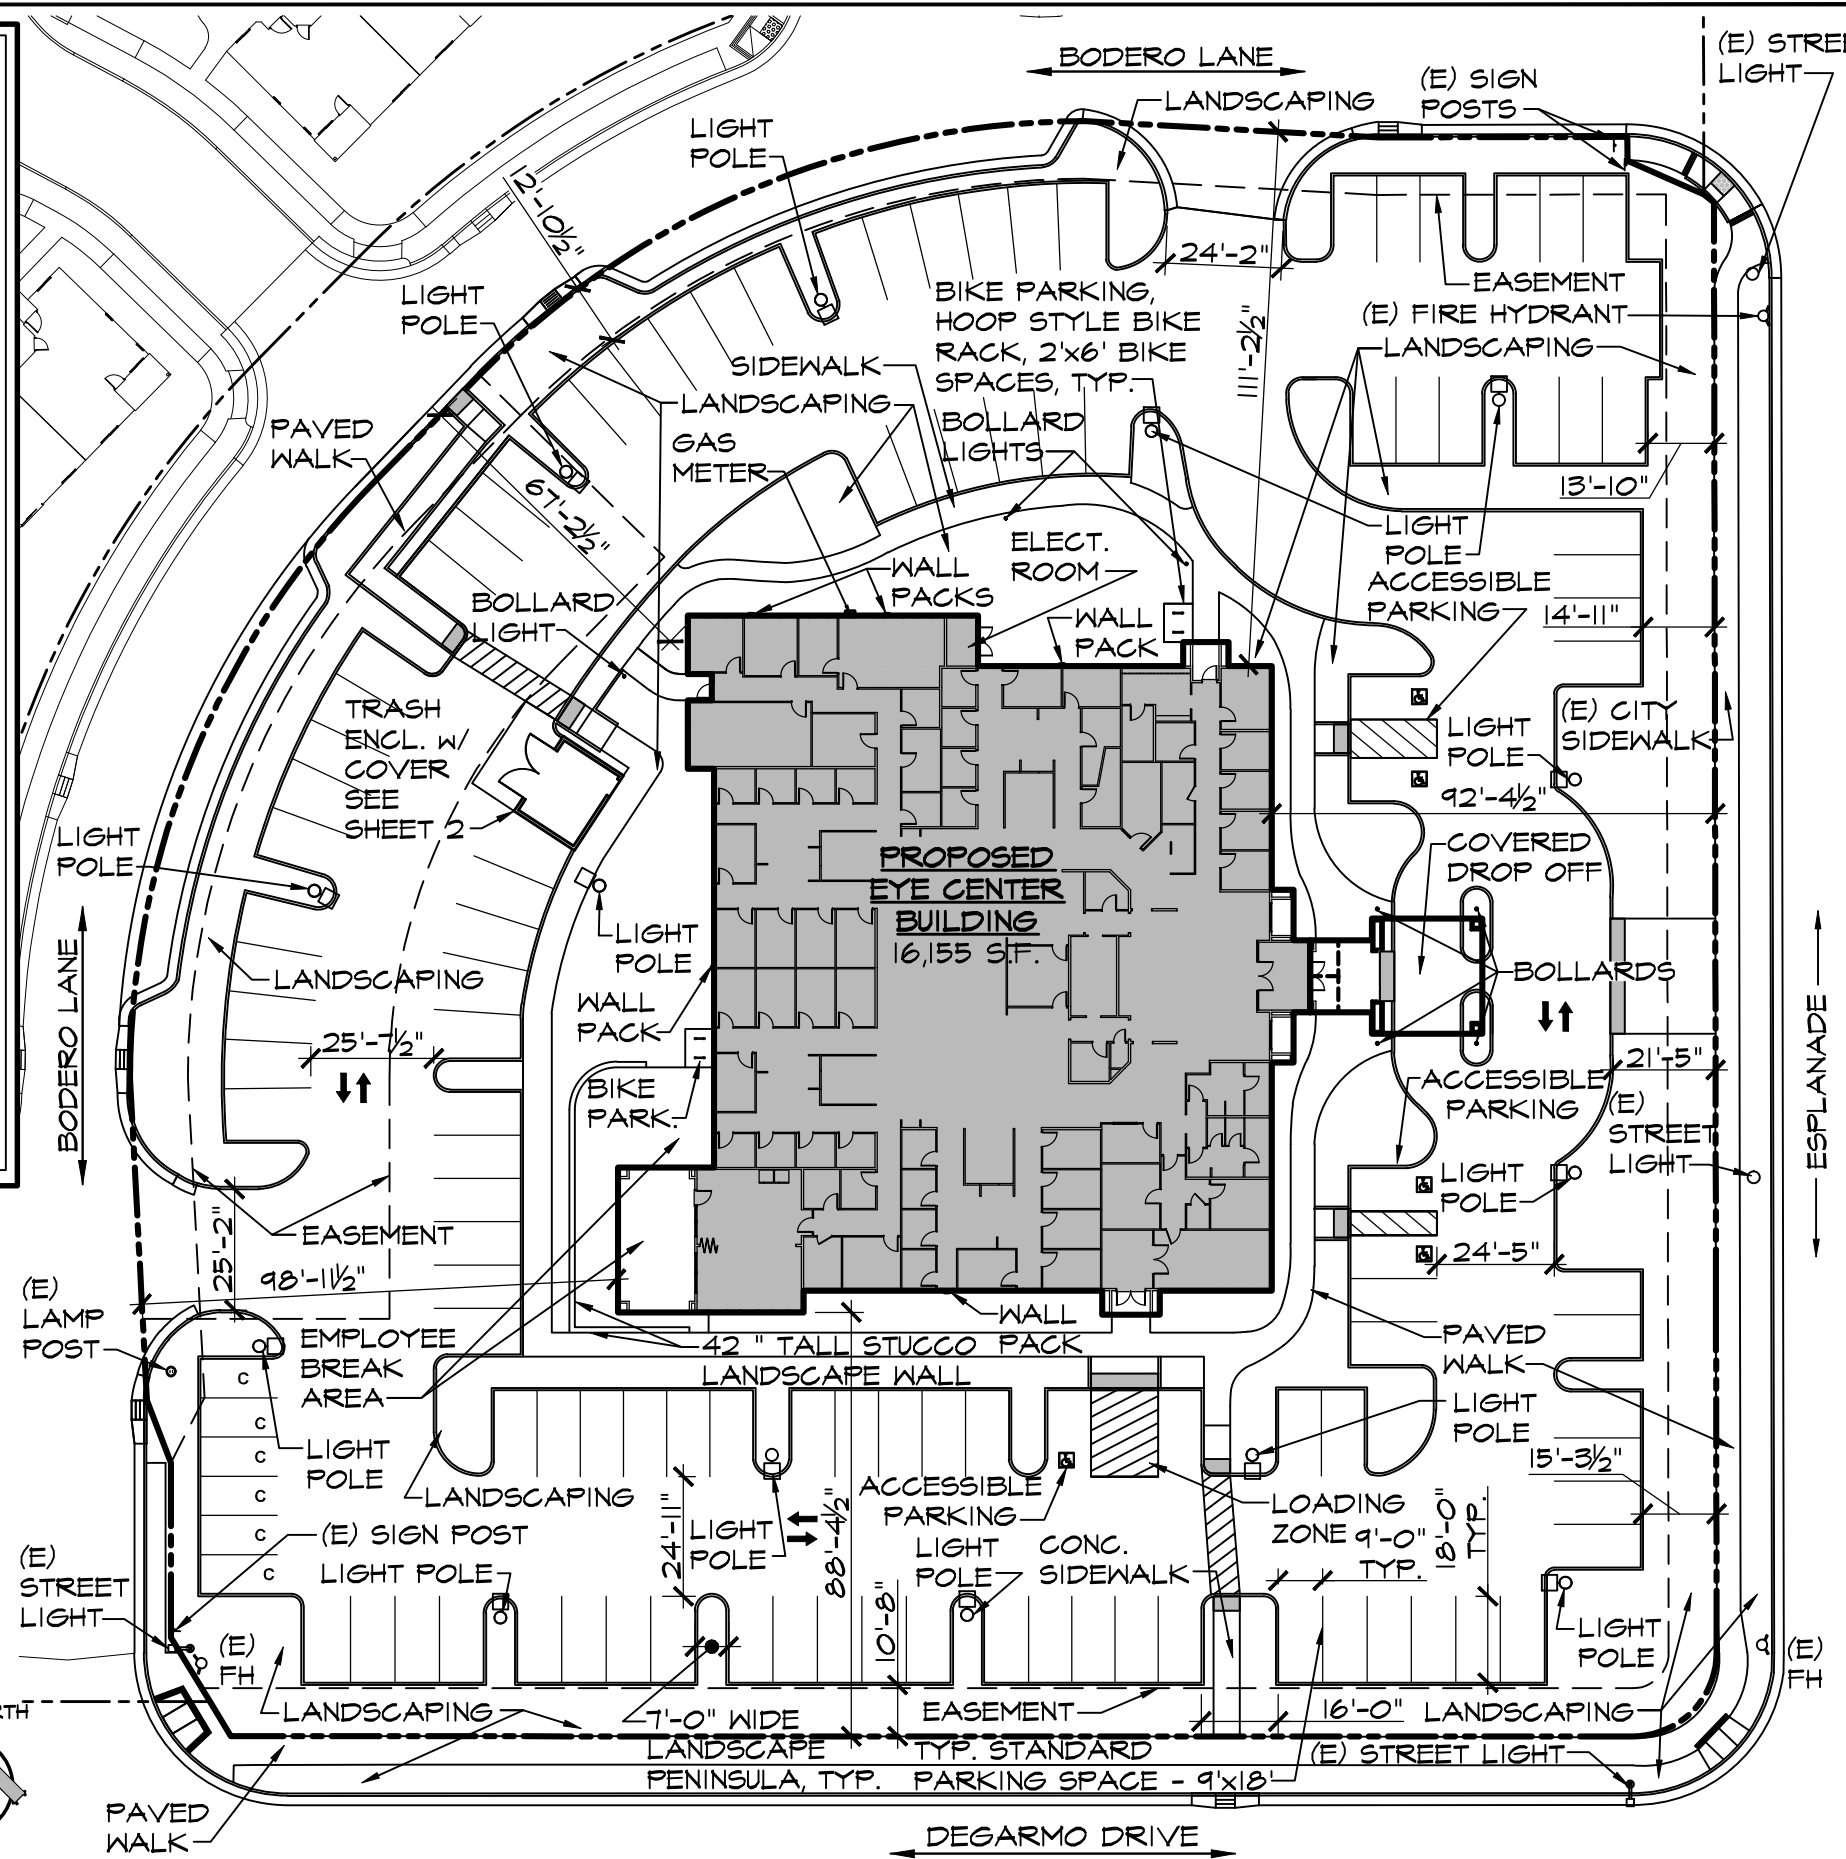 BODERO LANE
(E) STREE
LIGHT
(E) SIGN
POSTS
LANDSCAPING
LIGHT
POLE
12'-10½"
24'-2"
111'-2½"
EASEMENT
(E) FIRE HYDRANT
LANDSCAPING
LIGHT
POLE
BIKE PARKING,
HOOP STYLE BIKE
RACK, 2'x6' BIKE
SPACES, TYP.
SIDEWALK
LANDSCAPING
BOLLARD
LIGHTS
GAS
METER
PAVED
WALK
67'-2½"
13'-10"
LIGHT
POLE
ELECT.
ROOM
WALL
PACKS
ACCESSIBLE
PARKING
14'-11"
BOLLARD
LIGHT
WALL
PACK
TRASH
ENCL. W/
COVER
SEE
SHEET 2
LIGHT
POLE
(E) CITY
SIDEWALK
92'-4½"
LIGHT
POLE
COVERED
DROP OFF
PROPOSED
EYE CENTER
BUILDING
16,155 S.F.
LIGHT
POLE
LANDSCAPING
BOLLARDS
WALL
PACK
BODERO LANE
ESPLANADE
25'-7½"
21'-5"
BIKE
PARK.
ACCESSIBLE
PARKING
(E)
STREET
LIGHT
LIGHT
POLE
EASEMENT
25'-2"
98'-11½"
24'-5"
(E)
LAMP
POST
EMPLOYEE
BREAK
AREA
WALL
PACK
42 " TALL STUCCO
LANDSCAPE WALL
PAVED
WALK
C
C
C
C
C
C
LIGHT
POLE
LIGHT
POLE
15'-3½"
LANDSCAPING
ACCESSIBLE
PARKING
LOADING
ZONE
9'-0"
TYP.
18'-0"
TYP.
(E) SIGN POST
24'-11"
LIGHT
POLE
88'-4½"
LIGHT
POLE
CONC.
SIDEWALK
(E)
STREET
LIGHT
LIGHT POLE
(E)
FH
10'-8"
LIGHT
POLE
(E)
FH
RTH
LANDSCAPING
7'-0" WIDE
LANDSCAPE
PENINSULA, TYP.
EASEMENT
16'-0"
LANDSCAPING
TYP. STANDARD
PARKING SPACE - 9'x18'
(E) STREET LIGHT
PAVED
WALK
DEGARMO DRIVE